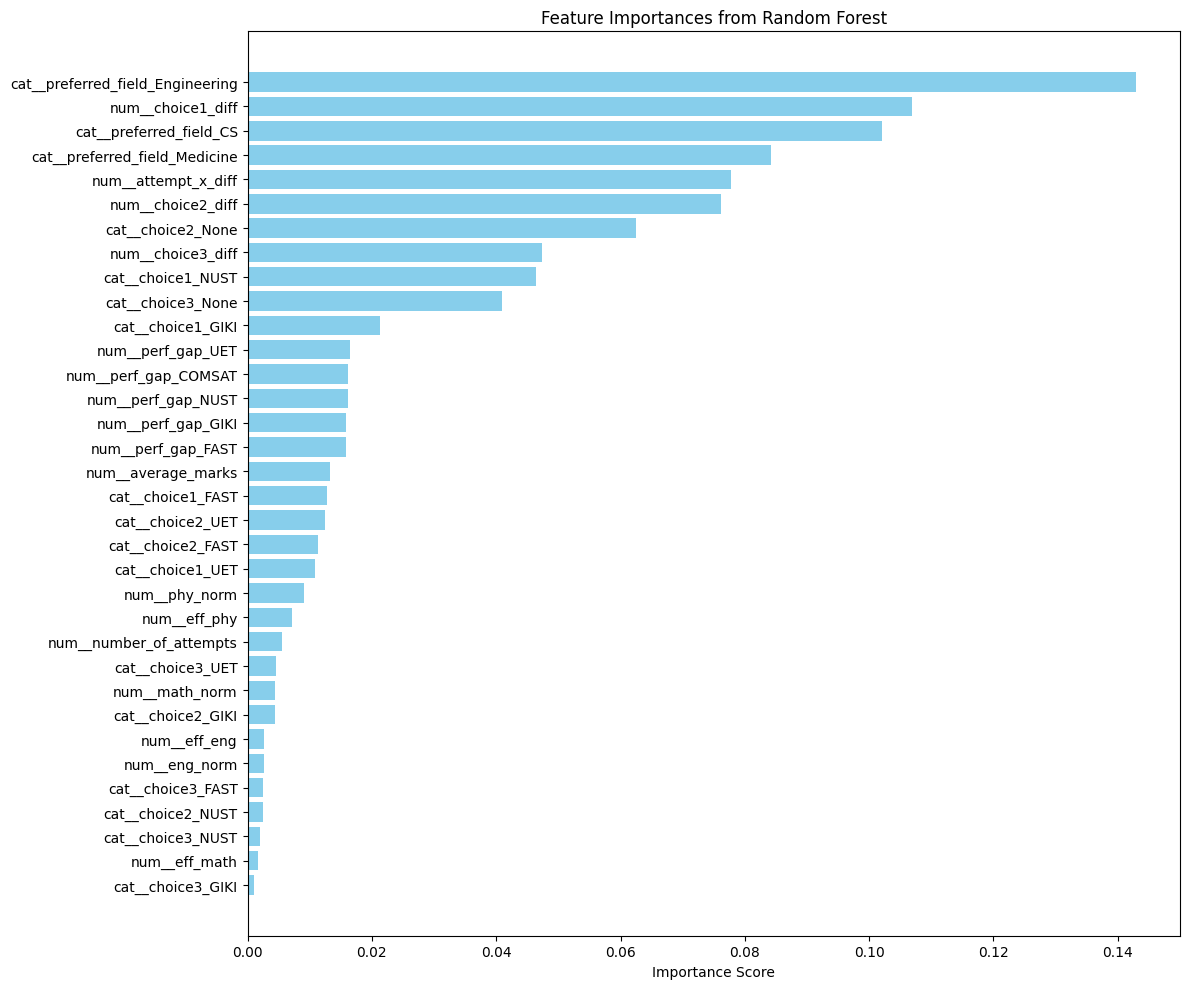 Feature Importances from Random Forest
cat__preferred_field_Engineering
num__choice1_diff
cat__preferred_field_CS
cat__preferred_field_Medicine
num__attempt_x_diff
num__choice2_diff
cat__choice2_None
num__choice3_diff
cat__choice1_NUST
cat__choice3_None
cat__choice1_GIKI
num__perf_gap_UET
num__perf_gap_COMSAT
num__perf_gap_NUST
num__perf_gap_GIKI
num__perf_gap_FAST
num__average_marks
cat__choice1_FAST
cat__choice2_UET
cat__choice2_FAST
cat__choice1_UET
num__phy_norm
num__eff_phy
num__number_of_attempts
cat__choice3_UET
num__math_norm
cat__choice2_GIKI
num__eff_eng
num__eng_norm
cat__choice3_FAST
cat__choice2_NUST
cat__choice3_NUST
num__eff_math
cat__choice3_GIKI
0.00 0.02 0.04 0.06 0.08 0.10 0.12 0.14
Importance Score